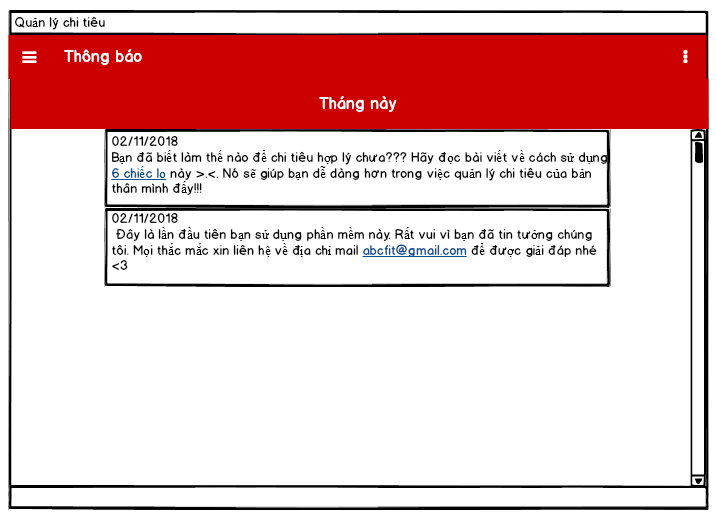 Quản lý chi tiêu
Thông báo
Tháng này
02/11/2018
Bạn đã biết làm thế nào để chi tiêu hợp lý chưa??? Hãy đọc bài viết về cách sử dụng
6 chiếc lọ này >.<. Nó sẽ giúp bạn dễ dàng hơn trong việc quản lý chi tiêu của bản
thân mình đấy!!!
02/11/2018
Đây là lần đầu tiên bạn sử dụng phần mềm này. Rất vui vì bạn đã tin tưởng chúng
tôi. Mọi thắc mắc xin liên hệ về địa chỉ mail abcfit@gmail.com để được giải đáp nhé
<3